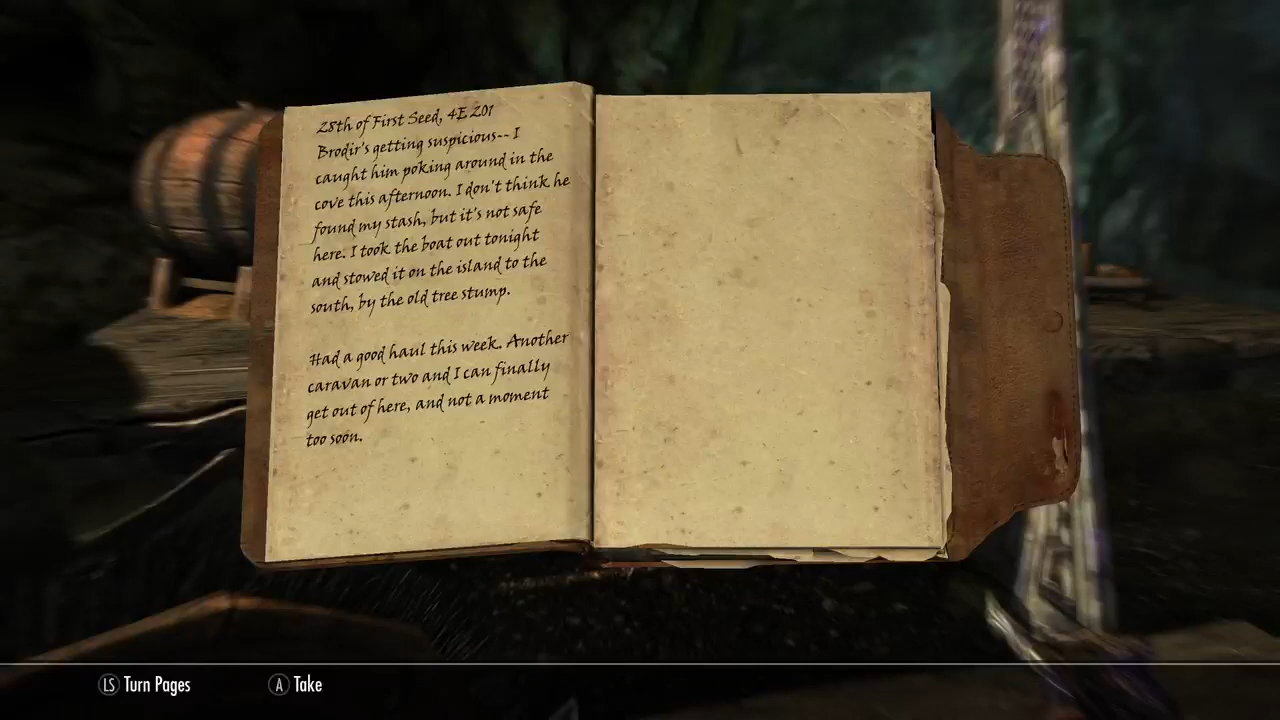 28th of First Seed, 4E 201
Brodir's getting suspicious-- I
caught him poking around in the
cove this afternoon. I don't think he
found my stash, but it's not safe
here. I took the boat out tonight
and stowed it on the island to the
south, by the old tree stump.
Had a good haul this week. Another
caravan or two and I can finally
get out of here, and not a moment
too soon.
LS Turn Pages
A Take